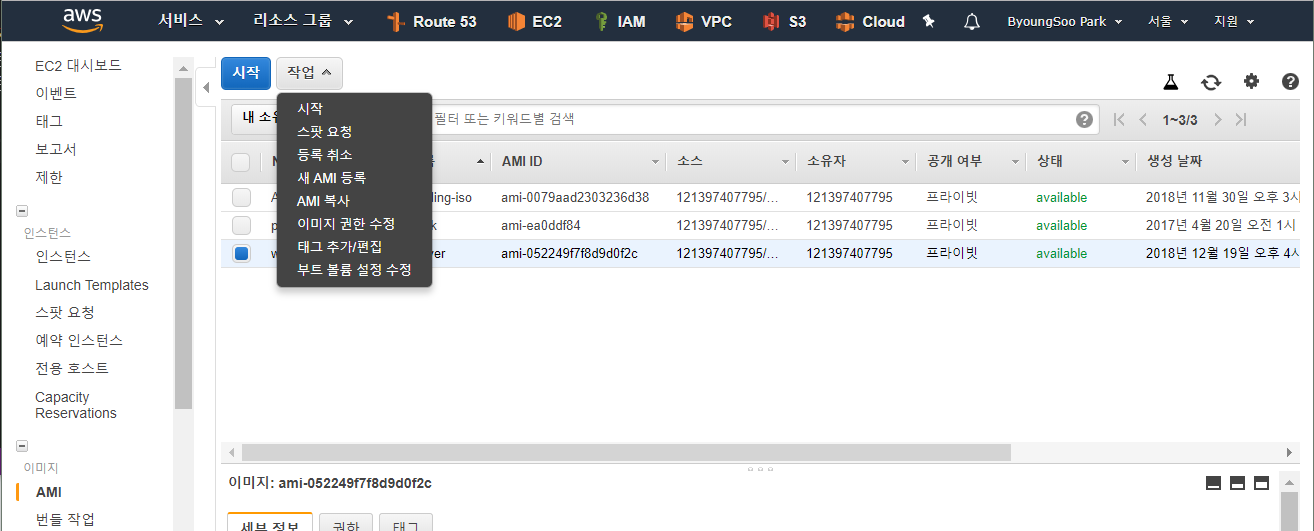 aws 서비스 리소스 그룹 Route 53 EC2 IAM VPC S3 Cloud ByoungSoo Park 서울 지원
EC2 대시보드
이벤트
태그
보고서
제한
인스턴스
인스턴스
Launch Templates
스팟 요청
예약 인스턴스
전용 호스트
Capacity
Reservations
이미지
AMI
번들 작업
시작 작업
시작
스팟 요청
등록 취소
새 AMI 등록
AMI 복사
이미지 권한 수정
태그 추가/편집
부트 볼륨 설정 수정
내 소유 필터 또는 키워드별 검색 1~3/3
AMI ID 소스 소유자 공개 여부 상태 생성 날짜
ling-iso ami-0079aad2303236d38 121397407795/... 121397407795 프라이빗 available 2018년 11월 30일 오후 3시
k ami-ea0ddf84 121397407795/... 121397407795 프라이빗 available 2017년 4월 20일 오전 1시
w ver ami-052249f7f8d9d0f2c 121397407795/... 121397407795 프라이빗 available 2018년 12월 19일 오후 4시
이미지: ami-052249f7f8d9d0f2c
세부 정보 권한 태그